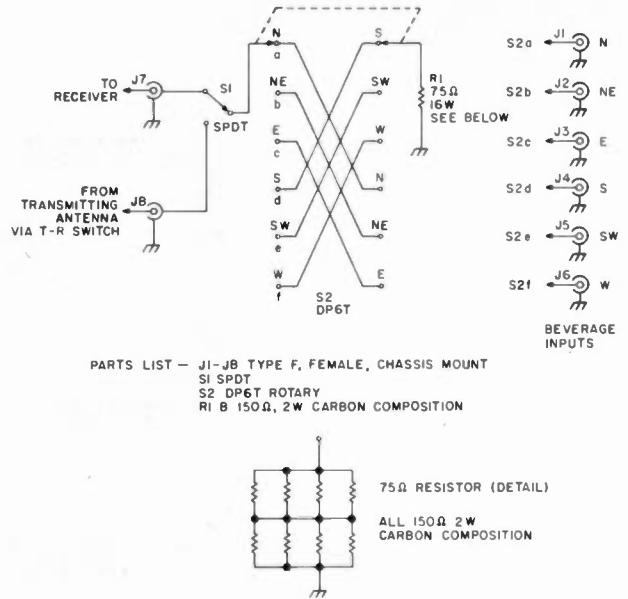 N
a
NE
b
E
c
S
d
SW
e
W
f
S
SW
W
N
NE
E
J7
TO
RECEIVER
S1
SPDT
J8
FROM
TRANSMITTING
ANTENNA
VIA T-R SWITCH
R1
75Ω
16W
SEE BELOW
S2
DP6T
S2a J1 N
S2b J2 NE
S2c J3 E
S2d J4 S
S2e J5 SW
S2f J6 W
BEVERAGE
INPUTS
PARTS LIST — J1-J8 TYPE F, FEMALE, CHASSIS MOUNT
S1 SPDT
S2 DP6T ROTARY
R1 8 150Ω, 2W CARBON COMPOSITION
75Ω RESISTOR (DETAIL)
ALL 150Ω 2W
CARBON COMPOSITION